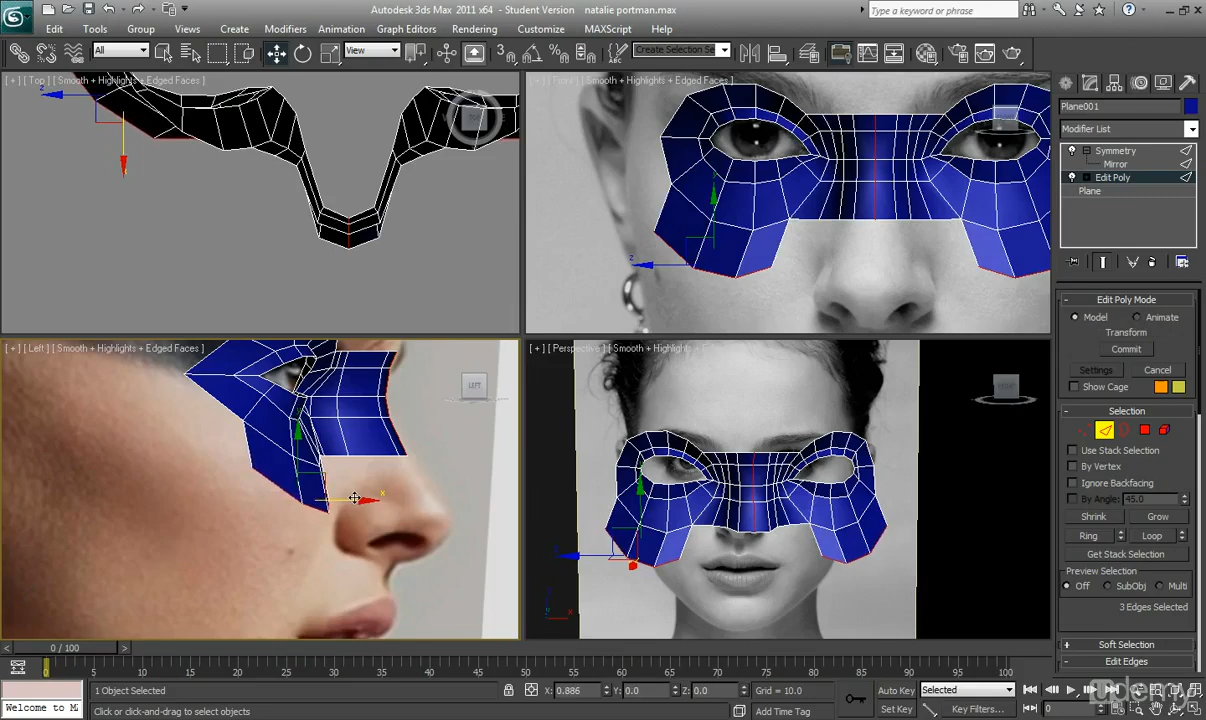 Autodesk 3ds Max 2011 x64 - Student Version natalie portman.max
Type a keyword or phrase
Edit Tools Group Views Create Modifiers Animation Graph Editors Rendering Customize MAXScript Help
All View Create Selection Se
[ + ] [ Top ] [ Smooth + Highlights + Edged Faces ]
[ + ] [ Front ] [ Smooth + Highlights + Edged Faces ]
TOP
Plane001
Modifier List
Symmetry
Mirror
Edit Poly
Plane
Edit Poly Mode
Model Animate
Transform
Commit
Settings Cancel
Show Cage
[ + ] [ Left ] [ Smooth + Highlights + Edged Faces ]
[ + ] [ Perspective ] [ Smooth + Highlights + E
LEFT
Selection
Use Stack Selection
By Vertex
Ignore Backfacing
By Angle: 45.0
Shrink Grow
Ring Loop
Get Stack Selection
Preview Selection
Off SubObj Multi
3 Edges Selected
Soft Selection
Edit Edges
0 / 100
0 5 10 15 20 25 30 35 40 45 50 55 60 65 70 75 80 85 90 95 100
1 Object Selected X: 0.886 Y: 0.0 Z: 0.0 Grid = 10.0 Auto Key Selected
Welcome to MA Click or click-and-drag to select objects Add Time Tag Set Key Key Filters... 0
udemy